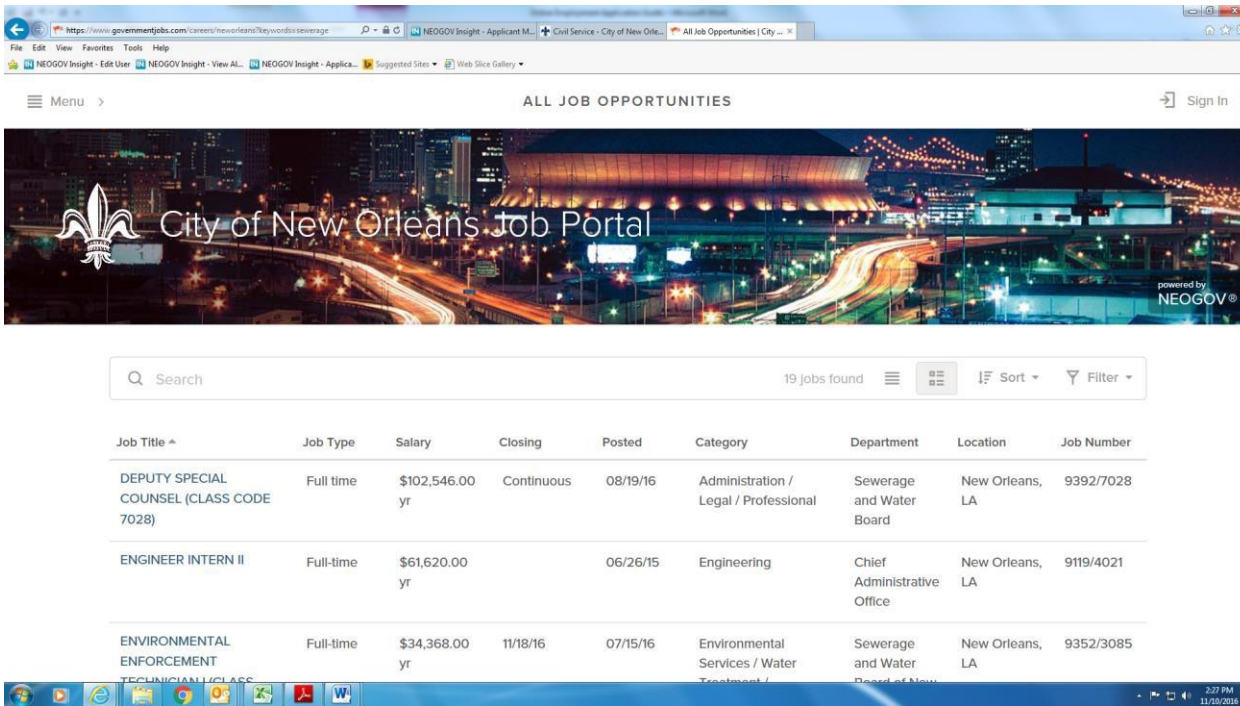 https://www.governmentjobs.com/careers/neworleans?keywords=sewerage
NEOGOV Insight - Applicant M...
Civil Service - City of New Orle...
All Job Opportunities | City ...
File Edit View Favorites Tools Help
NEOGOV Insight - Edit User NEOGOV Insight - View Al... NEOGOV Insight - Applica... Suggested Sites Web Slice Gallery
Menu
ALL JOB OPPORTUNITIES
Sign In
City of New Orleans Job Portal
powered by
NEOGOV®
Search
19 jobs found
Sort
Filter
Job Title Job Type Salary Closing Posted Category Department Location Job Number
DEPUTY SPECIAL Full time $102,546.00 Continuous 08/19/16 Administration / Sewerage New Orleans, 9392/7028
COUNSEL (CLASS CODE yr Legal / Professional and Water LA
7028) Board
ENGINEER INTERN II Full-time $61,620.00 06/26/15 Engineering Chief New Orleans, 9119/4021
yr Administrative LA
Office
ENVIRONMENTAL Full-time $34,368.00 11/18/16 07/15/16 Environmental Sewerage New Orleans, 9352/3085
ENFORCEMENT yr Services / Water and Water LA
TECHNICIAN I (CLASS Treatment / Board of New
2:27 PM
11/10/2016